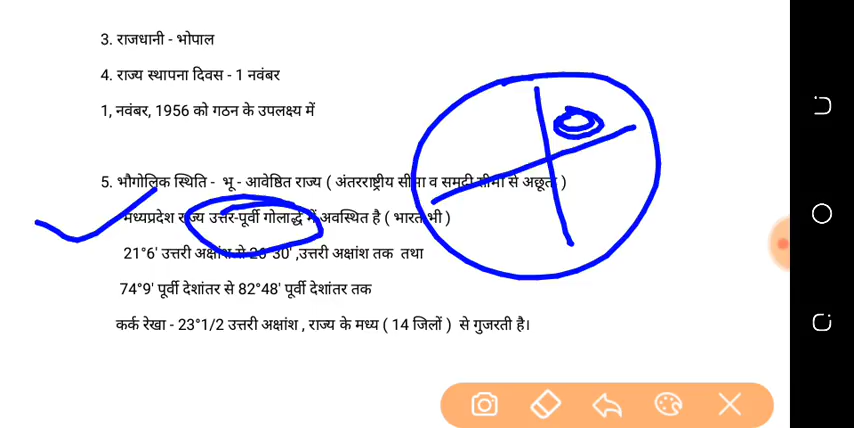 3. राजधानी - भोपाल
4. राज्य स्थापना दिवस - 1 नवंबर
1, नवंबर, 1956 को गठन के उपलक्ष्य में
5. भौगोलिक स्थिति - भू - आवेष्ठित राज्य ( अंतरराष्ट्रीय सीमा व समुद्री सीमा से अछूता )
मध्यप्रदेश राज्य उत्तर-पूर्वी गोलार्द्ध में अवस्थित है ( भारत भी )
21°6' उत्तरी अक्षांश से 26°30' ,उत्तरी अक्षांश तक तथा
74°9' पूर्वी देशांतर से 82°48' पूर्वी देशांतर तक
कर्क रेखा - 23°1/2 उत्तरी अक्षांश , राज्य के मध्य ( 14 जिलों ) से गुजरती है।